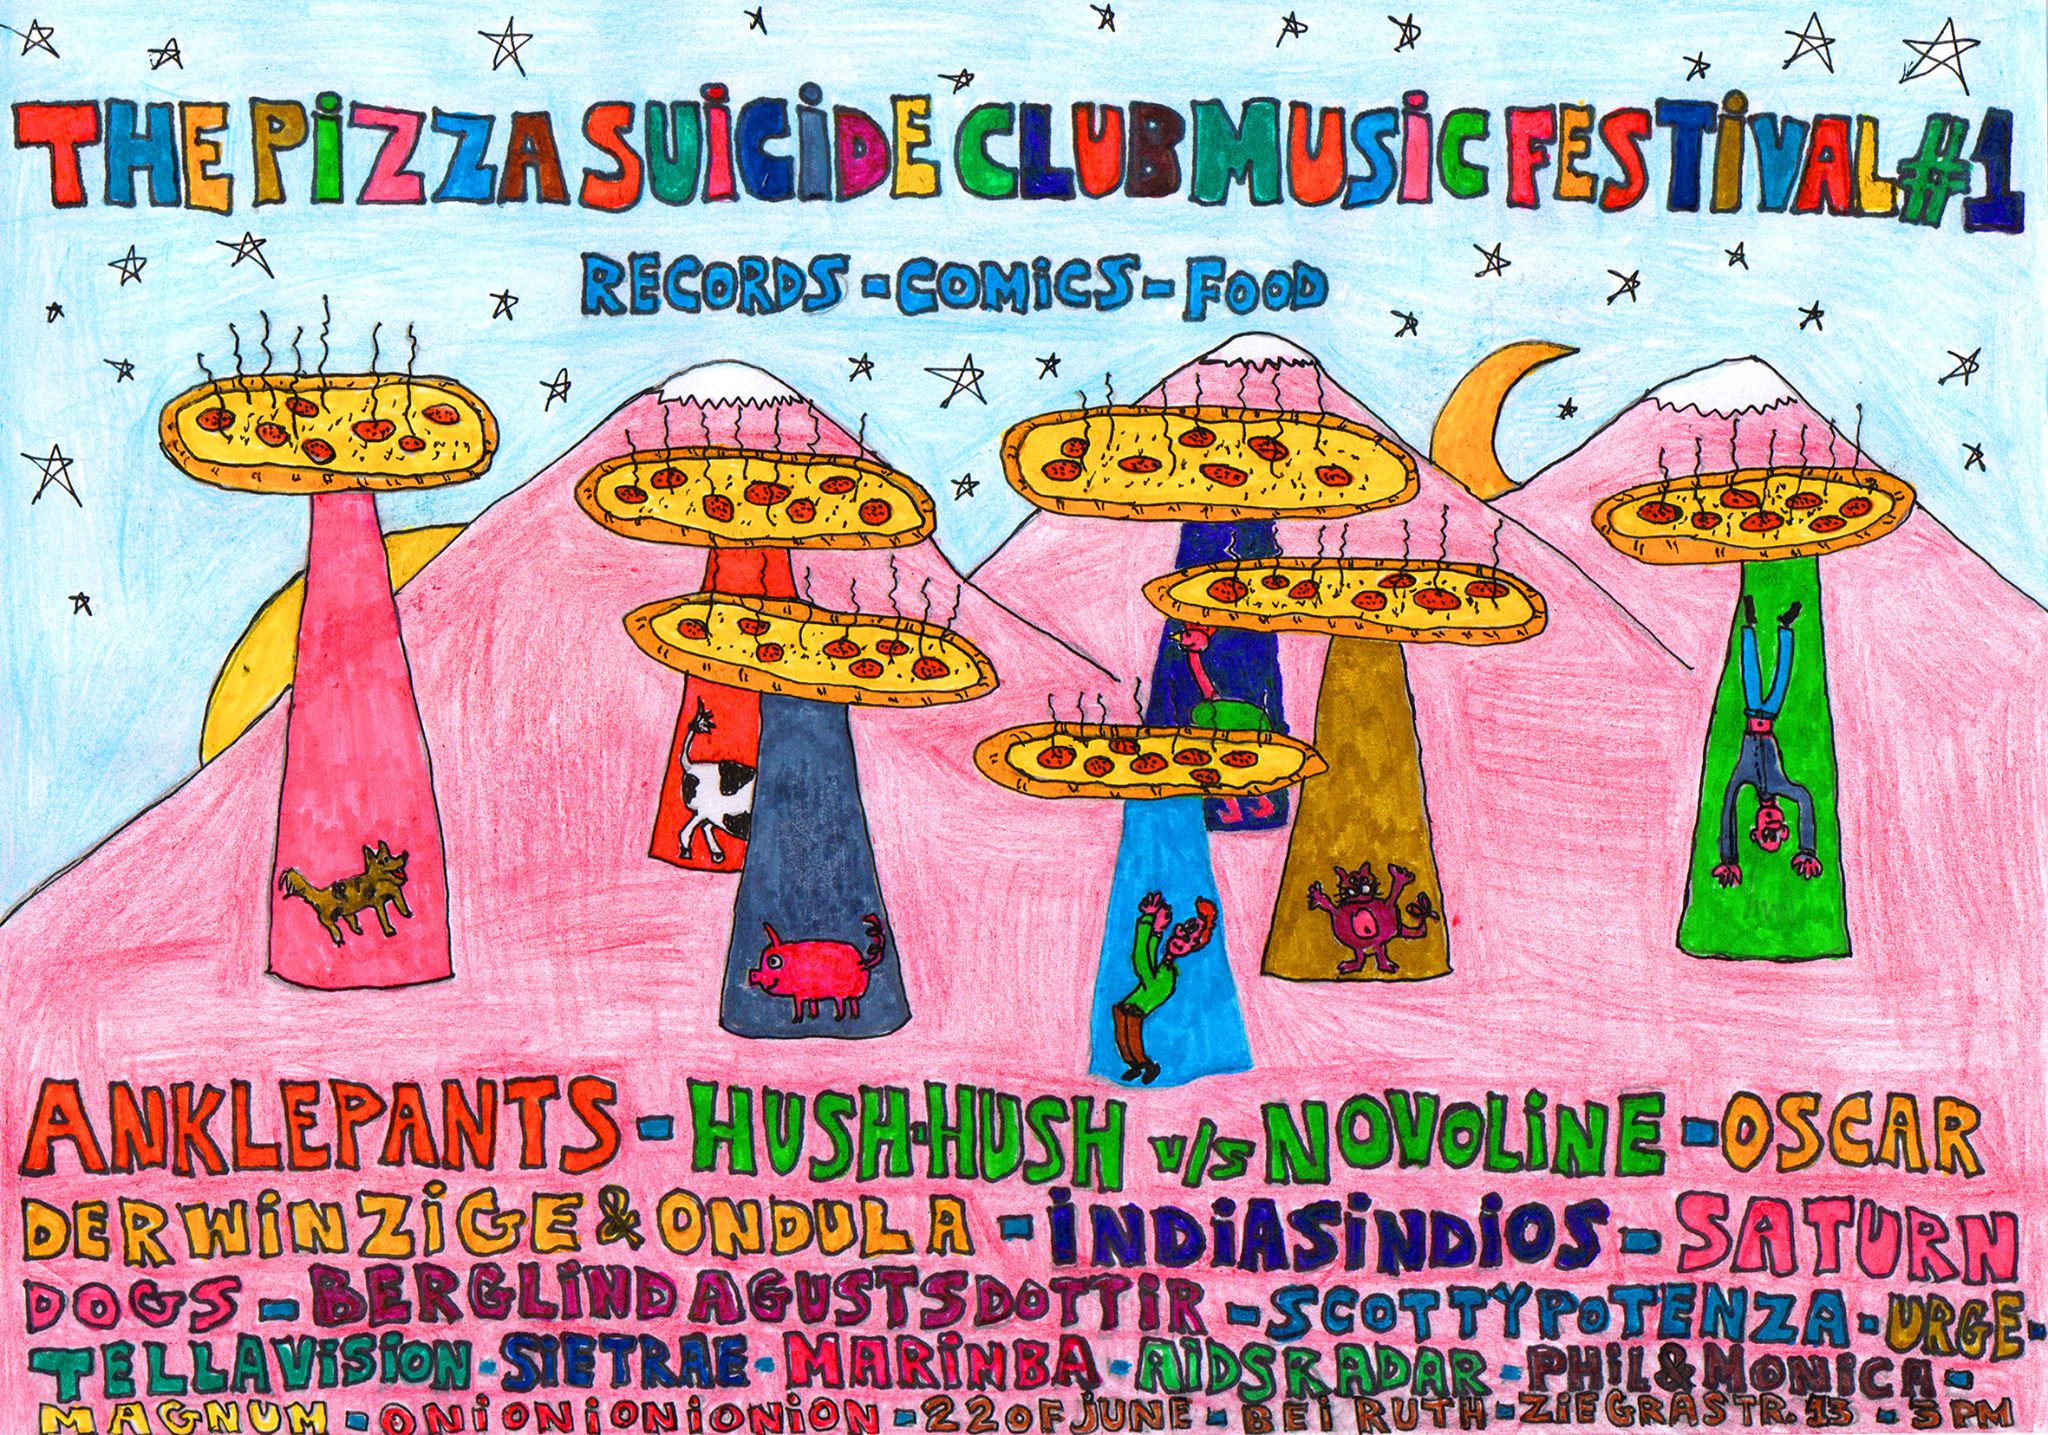 THE PiZZA SUiCiDE CLUB MUSiC FESTiVAL #1
RECORDS - COMiCS - FOOD
ANKLEPANTS - HUSH-HUSH v/s NOVOLiNE - OSCAR
DER WiNZiGE & ONDULA - iNDiASiNDiOS - SATURN
DOGS - BERGLiND AGUSTSDOTTiR - SCOTTYPOTENZA - URGE -
TELLAViSiON - SiETRAE - MARiNBA - AiDSRADAR - PHiL & MONiCA -
MAGNUM - ONiONiONiONiON - 22 OF JUNE - BEi RUTH - ZiEGRASTR. 13 - 3 PM